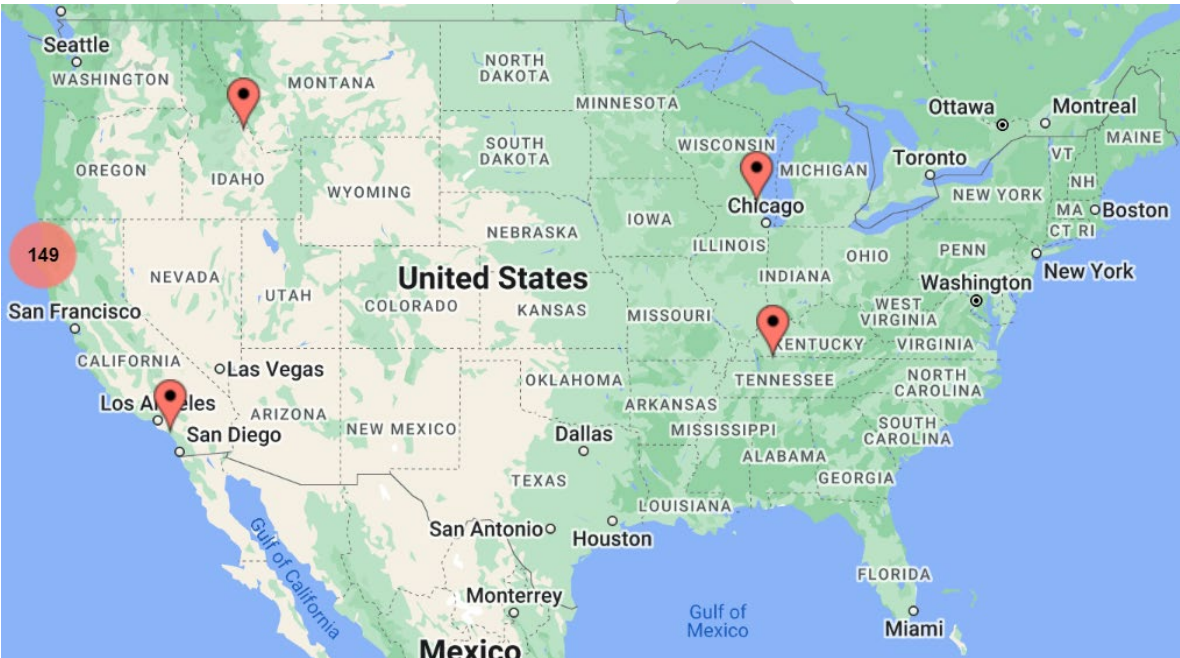 Seattle
WASHINGTON
MONTANA
NORTH
DAKOTA
MINNESOTA
Ottawa
Montreal
MAINE
OREGON
IDAHO
SOUTH
DAKOTA
WISCONSIN
MICHIGAN
Toronto
VT
NH
WYOMING
IOWA
Chicago
NEW YORK
MA
Boston
CT RI
149
NEBRASKA
ILLINOIS
OHIO
PENN
New York
NEVADA
UTAH
United States
INDIANA
Washington
San Francisco
COLORADO
KANSAS
MISSOURI
WEST
VIRGINIA
CALIFORNIA
Las Vegas
KENTUCKY
VIRGINIA
OKLAHOMA
TENNESSEE
NORTH
CAROLINA
Los Angeles
ARIZONA
NEW MEXICO
ARKANSAS
San Diego
Dallas
MISSISSIPPI
SOUTH
CAROLINA
ALABAMA
TEXAS
GEORGIA
LOUISIANA
San Antonio
Houston
Gulf of California
FLORIDA
Monterrey
Gulf of
Mexico
Miami
Mexico